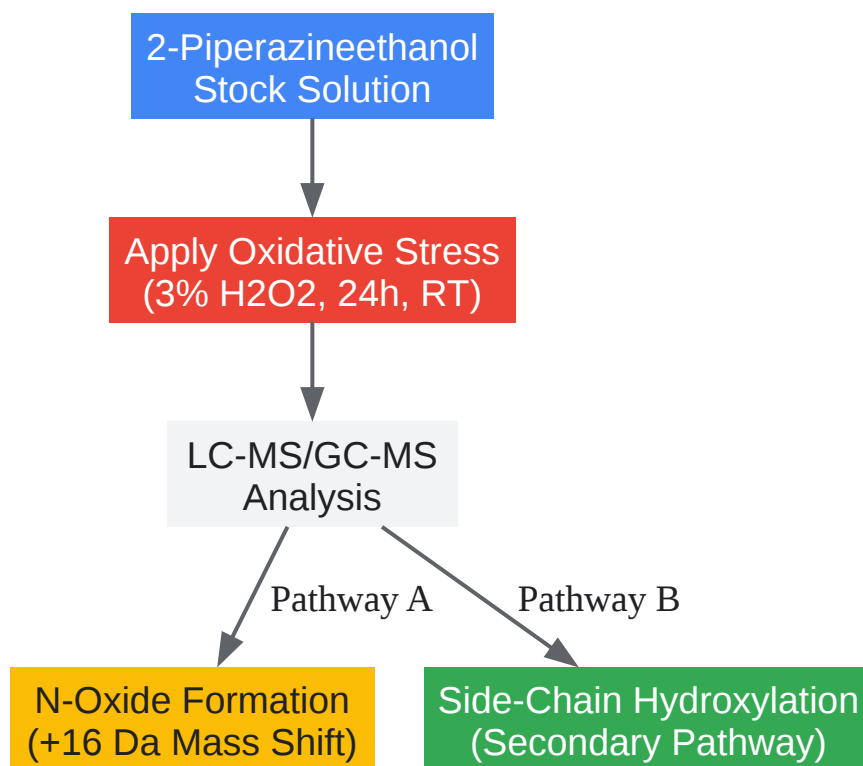 2-Piperazineethanol
Stock Solution
Apply Oxidative Stress
(3% H2O2, 24h, RT)
LC-MS/GC-MS
Analysis
Pathway A
Pathway B
N-Oxide Formation
(+16 Da Mass Shift)
Side-Chain Hydroxylation
(Secondary Pathway)